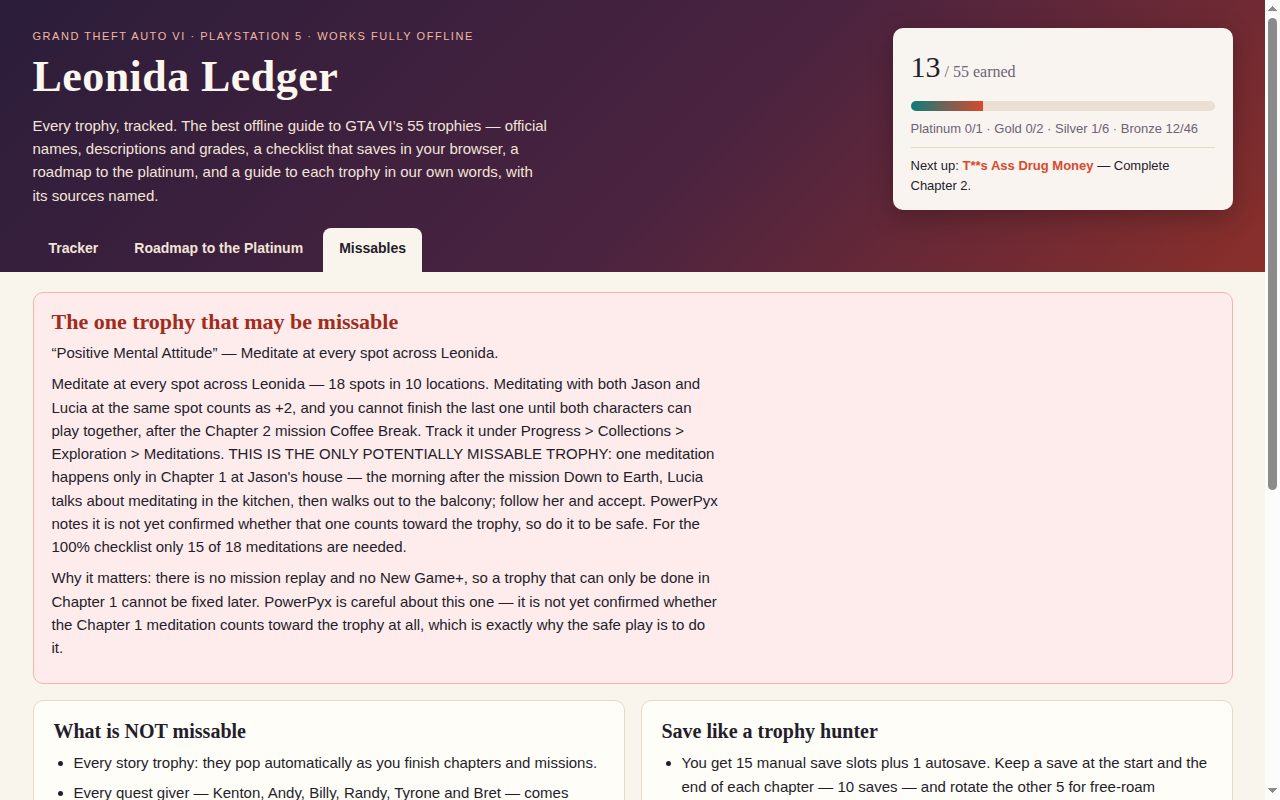 GRAND THEFT AUTO VI · PLAYSTATION 5 · WORKS FULLY OFFLINE
Leonida Ledger
Every trophy, tracked. The best offline guide to GTA VI’s 55 trophies — official
names, descriptions and grades, a checklist that saves in your browser, a
roadmap to the platinum, and a guide to each trophy in our own words, with
its sources named.
13 / 55 earned
Platinum 0/1 · Gold 0/2 · Silver 1/6 · Bronze 12/46
Next up: T**s Ass Drug Money — Complete
Chapter 2.
Tracker
Roadmap to the Platinum
Missables
The one trophy that may be missable
“Positive Mental Attitude” — Meditate at every spot across Leonida.
Meditate at every spot across Leonida — 18 spots in 10 locations. Meditating with both Jason and
Lucia at the same spot counts as +2, and you cannot finish the last one until both characters can
play together, after the Chapter 2 mission Coffee Break. Track it under Progress > Collections >
Exploration > Meditations. THIS IS THE ONLY POTENTIALLY MISSABLE TROPHY: one meditation
happens only in Chapter 1 at Jason's house — the morning after the mission Down to Earth, Lucia
talks about meditating in the kitchen, then walks out to the balcony; follow her and accept. PowerPyx
notes it is not yet confirmed whether that one counts toward the trophy, so do it to be safe. For the
100% checklist only 15 of 18 meditations are needed.
Why it matters: there is no mission replay and no New Game+, so a trophy that can only be done in
Chapter 1 cannot be fixed later. PowerPyx is careful about this one — it is not yet confirmed whether
the Chapter 1 meditation counts toward the trophy at all, which is exactly why the safe play is to do
it.
What is NOT missable
Every story trophy: they pop automatically as you finish chapters and missions.
Every quest giver — Kenton, Andy, Billy, Randy, Tyrone and Bret — comes
Save like a trophy hunter
You get 15 manual save slots plus 1 autosave. Keep a save at the start and the
end of each chapter — 10 saves — and rotate the other 5 for free-roam